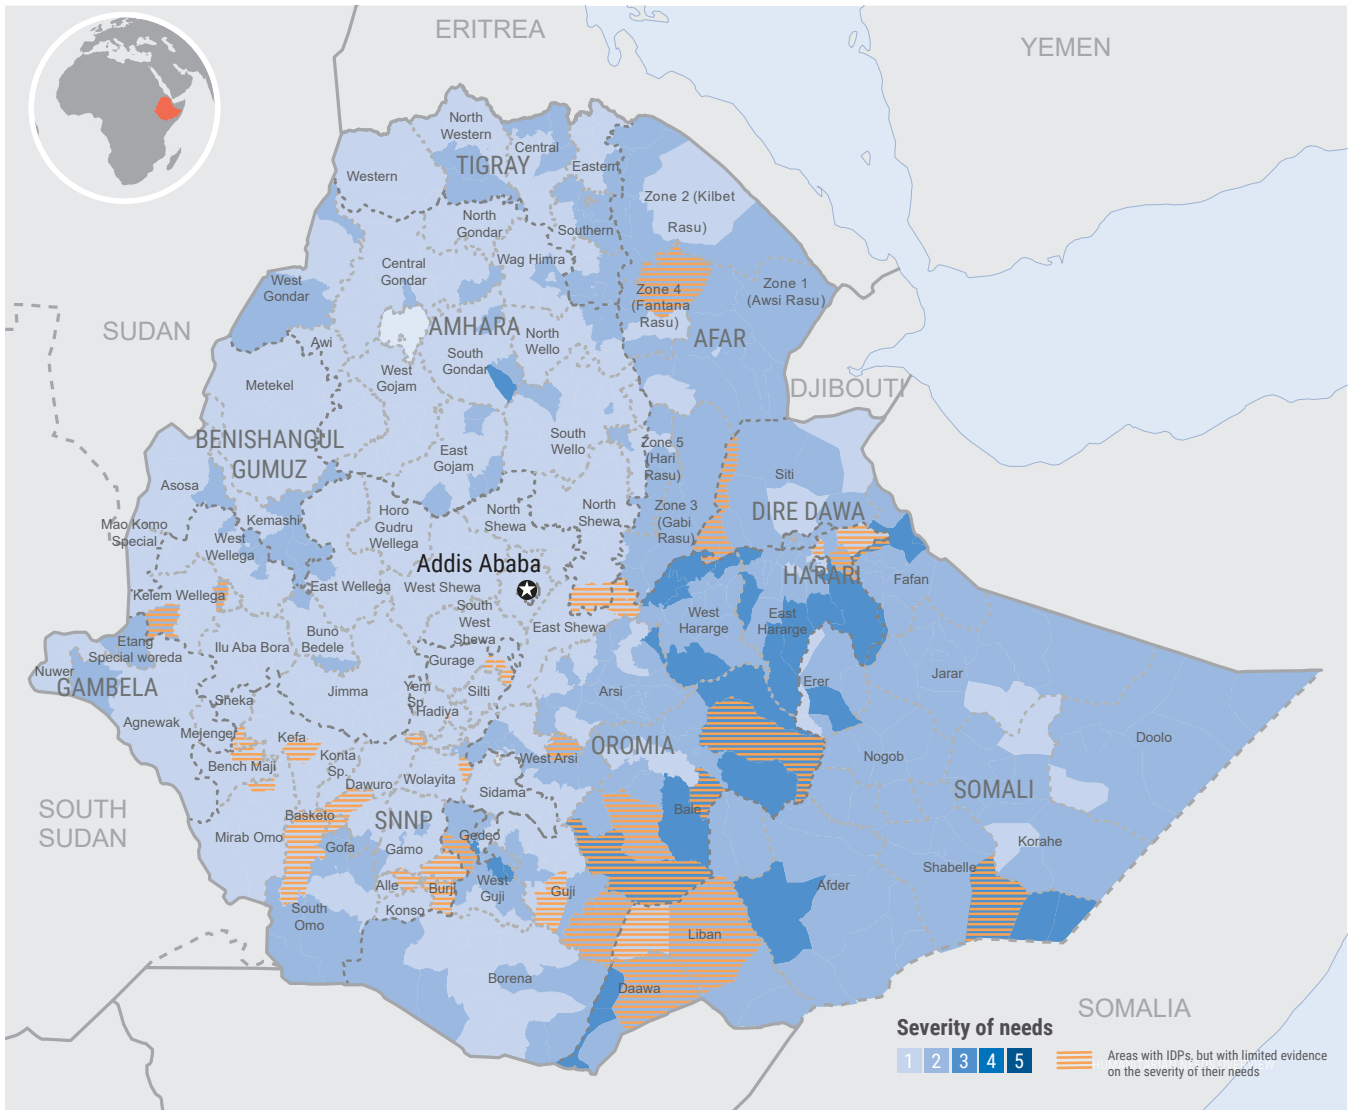 ERITREA
YEMEN
North
Western
Central
TIGRAY
Eastern
Western
Zone 2 (Kilbet
Rasu)
North
Gondar
Southern
Central
Gondar
Wag Himra
West
Gondar
Zone 4
(Fantana
Rasu)
Zone 1
(Awsi Rasu)
SUDAN
AMHARA
AFAR
Awi
North
Wello
South
Gondar
West
Gojam
Metekel
DJIBOUTI
BENISHANGUL
GUMUZ
South
Wello
Zone 5
(Hari
Rasu)
East
Gojam
Siti
Asosa
Mao Komo
Special
Kemashi
Horo
Gudru
Wellega
North
Shewa
North
Shewa
Zone 3
(Gabi
Rasu)
DIRE DAWA
West
Wellega
Addis Ababa
HARARI
Fafan
Kelem Wellega
East Wellega
West Shewa
South
West
Shewa
East Shewa
West
Hararge
East
Hararge
Etang
Special woreda
Ilu Aba Bora
Buno
Bedele
Nuwer
GAMBELA
Gurage
Jarar
Sheka
Jimma
Yem
Sp.
Silti
Arsi
Erer
Hadiya
Agnewak
Mejenger
Kefa
Konta
Sp.
OROMIA
Doolo
Bench Maji
West Arsi
Nogob
Dawuro
Wolayita
Sidama
SOMALI
SOUTH
SUDAN
Basketo
SNNP
Bale
Mirab Omo
Gofa
Gamo
Gedeo
Korahe
Shabelle
Alle
Burji
West
Guji
Guji
Afder
Konso
South
Omo
Liban
Borena
Daawa
SOMALIA
Severity of needs
1 2 3 4 5
Areas with IDPs, but with limited evidence
on the severity of their needs